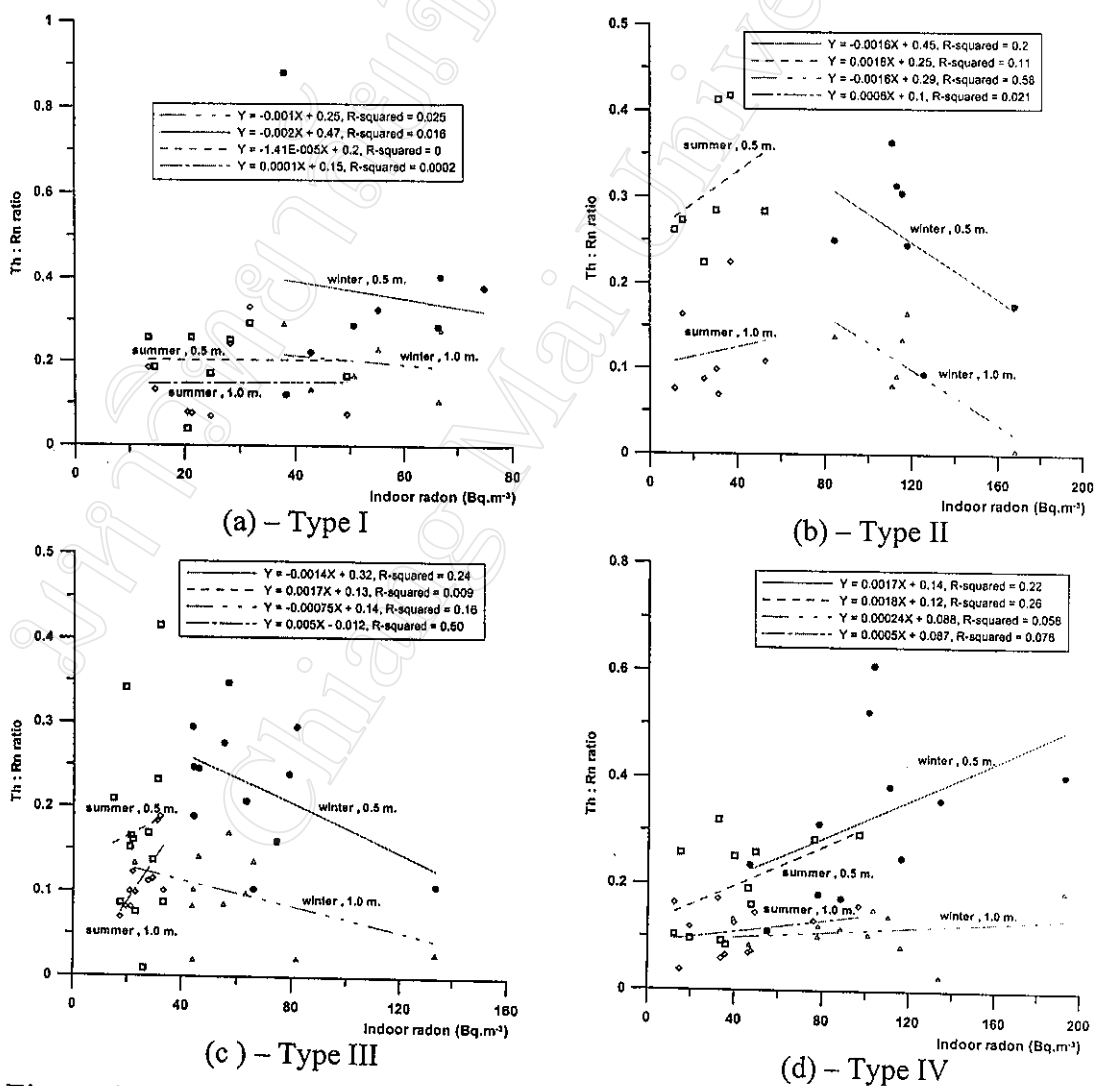 1
0.8
0.6
0.4
0.2
0
Th : Rn ratio
Y = -0.001X + 0.25, R-squared = 0.025
Y = -0.002X + 0.47, R-squared = 0.016
Y = -1.41E-005X + 0.2, R-squared = 0
Y = 0.0001X + 0.15, R-squared = 0.0002
winter , 0.5 m.
summer , 0.5 m.
winter , 1.0 m.
summer , 1.0 m.
0 20 40 60 80
Indoor radon (Bq.m⁻³)
(a) – Type I
0.5
0.4
0.3
0.2
0.1
0
Th : Rn ratio
Y = -0.0016X + 0.45, R-squared = 0.2
Y = 0.0018X + 0.25, R-squared = 0.11
Y = -0.0016X + 0.29, R-squared = 0.58
Y = 0.0006X + 0.1, R-squared = 0.021
summer , 0.5 m.
winter , 0.5 m.
summer , 1.0 m.
winter , 1.0 m.
0 40 80 120 160 200
Indoor radon (Bq.m⁻³)
(b) – Type II
0.5
0.4
0.3
0.2
0.1
0
Th : Rn ratio
Y = -0.0014X + 0.32, R-squared = 0.24
Y = 0.0017X + 0.13, R-squared = 0.009
Y = -0.00075X + 0.14, R-squared = 0.16
Y = 0.005X - 0.012, R-squared = 0.50
summer , 0.5 m.
winter , 0.5 m.
winter , 1.0 m.
summer , 1.0 m.
0 40 80 120 160
Indoor radon (Bq.m⁻³)
(c ) – Type III
0.8
0.6
0.4
0.2
0
Th : Rn ratio
Y = 0.0017X + 0.14, R-squared = 0.22
Y = 0.0018X + 0.12, R-squared = 0.26
Y = 0.00024X + 0.088, R-squared = 0.058
Y = 0.0005X + 0.087, R-squared = 0.076
winter , 0.5 m.
summer , 0.5 m.
summer , 1.0 m.
winter , 1.0 m.
0 40 80 120 160 200
Indoor radon (Bq.m⁻³)
(d) – Type IV
Chiang Mai Unive